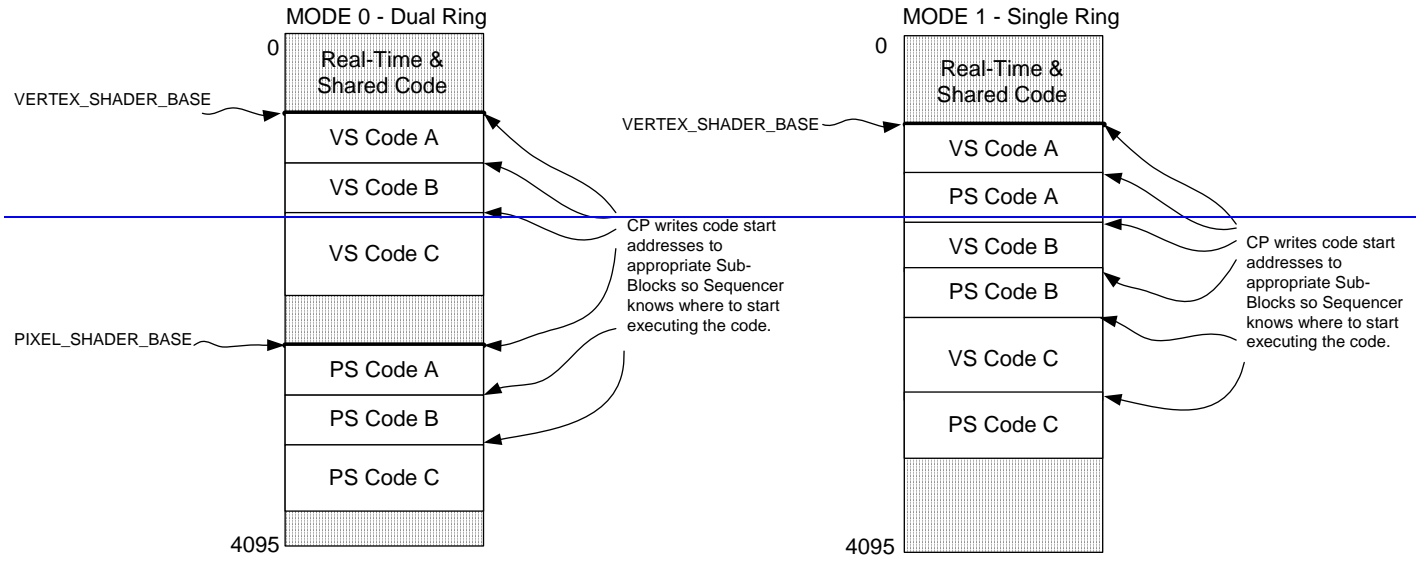 MODE 0 - Dual Ring
0
Real-Time &
Shared Code
VERTEX_SHADER_BASE
VS Code A
VS Code B
VS Code C
PIXEL_SHADER_BASE
PS Code A
PS Code B
PS Code C
4095
CP writes code start
addresses to
appropriate Sub-
Blocks so Sequencer
knows where to start
executing the code.
MODE 1 - Single Ring
0
Real-Time &
Shared Code
VERTEX_SHADER_BASE
VS Code A
PS Code A
VS Code B
PS Code B
VS Code C
PS Code C
4095
CP writes code start
addresses to
appropriate Sub-
Blocks so Sequencer
knows where to start
executing the code.